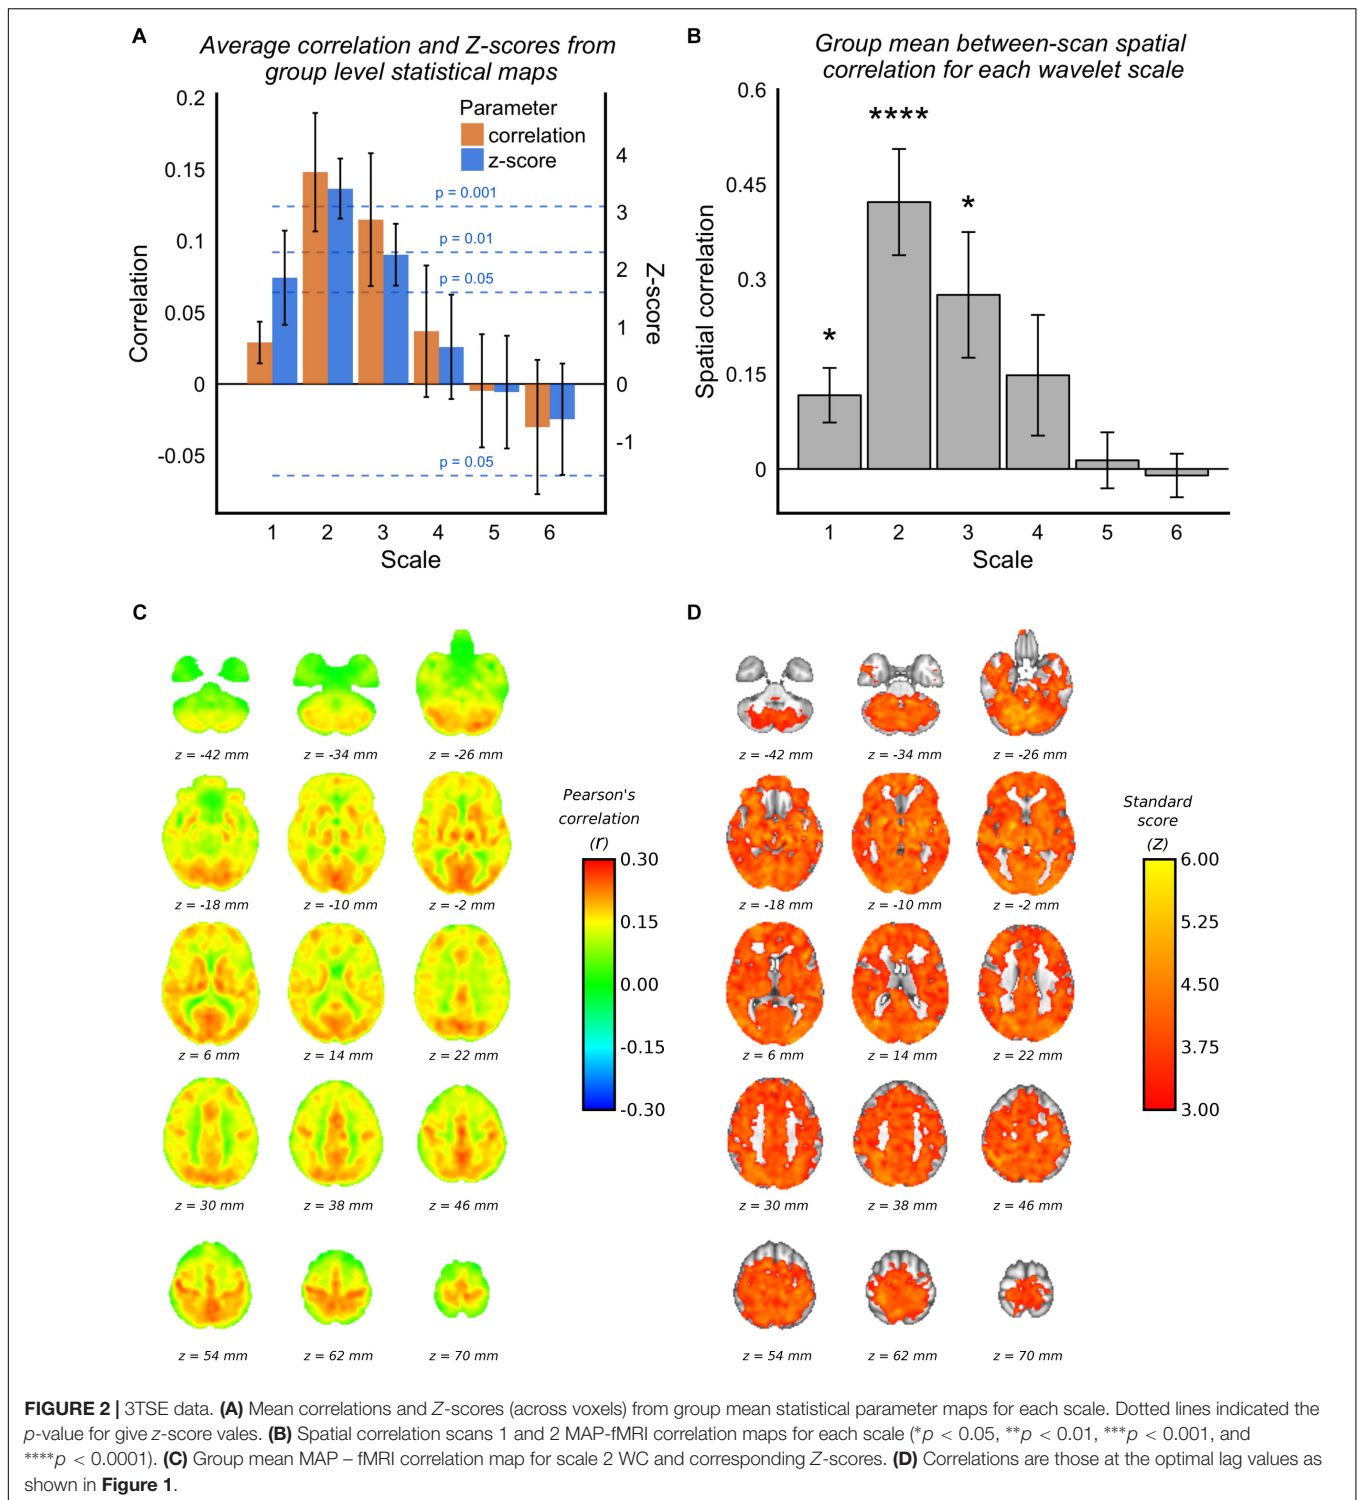 A
Average correlation and Z-scores from
group level statistical maps
Parameter
correlation
z-score
0.2
0.15
0.1
0.05
0
-0.05
Correlation
4
3
2
1
0
-1
Z-score
p = 0.001
p = 0.01
p = 0.05
p = 0.05
1 2 3 4 5 6
Scale
B
Group mean between-scan spatial
correlation for each wavelet scale
0.6
0.45
0.3
0.15
0
Spatial correlation
*
****
*
1 2 3 4 5 6
Scale
C
z = -42 mm z = -34 mm z = -26 mm
z = -18 mm z = -10 mm z = -2 mm
z = 6 mm z = 14 mm z = 22 mm
z = 30 mm z = 38 mm z = 46 mm
z = 54 mm z = 62 mm z = 70 mm
Pearson's
correlation
(r)
0.30
0.15
0.00
-0.15
-0.30
D
z = -42 mm z = -34 mm z = -26 mm
z = -18 mm z = -10 mm z = -2 mm
z = 6 mm z = 14 mm z = 22 mm
z = 30 mm z = 38 mm z = 46 mm
z = 54 mm z = 62 mm z = 70 mm
Standard
score
(z)
6.00
5.25
4.50
3.75
3.00
FIGURE 2 | 3TSE data. (A) Mean correlations and Z-scores (across voxels) from group mean statistical parameter maps for each scale. Dotted lines indicated the
p-value for give z-score vales. (B) Spatial correlation scans 1 and 2 MAP-fMRI correlation maps for each scale (*p < 0.05, **p < 0.01, ***p < 0.001, and
****p < 0.0001). (C) Group mean MAP – fMRI correlation map for scale 2 WC and corresponding Z-scores. (D) Correlations are those at the optimal lag values as
shown in Figure 1.